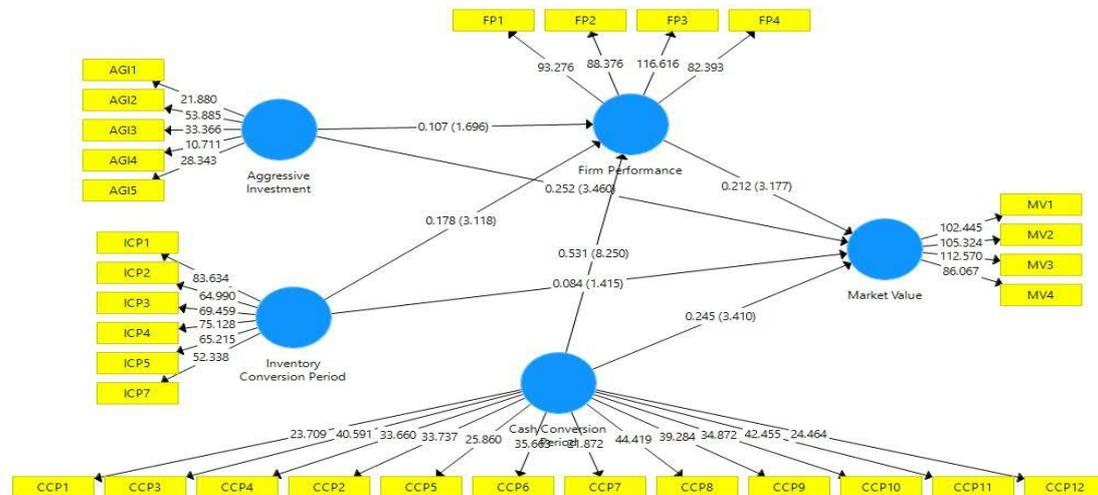 FP1 FP2 FP3 FP4
93.276 88.376 116.616 82.393
AGI1
AGI2
AGI3
AGI4
AGI5
21.880
53.885
33.366
10.711
28.343
Aggressive
Investment
0.107 (1.696)
Firm Performance
0.252 (3.460)
0.212 (3.177)
0.178 (3.118)
0.531 (8.250)
0.084 (1.415)
0.245 (3.410)
MV1
MV2
MV3
MV4
102.445
105.324
112.570
86.067
Market Value
ICP1
ICP2
ICP3
ICP4
ICP5
ICP7
83.634
64.990
69.459
75.128
65.215
52.338
Inventory
Conversion Period
Cash Conversion
Period
23.709 40.591 33.660 33.737 25.860 35.663 21.872 44.419 39.284 34.872 42.455 24.464
CCP1 CCP3 CCP4 CCP2 CCP5 CCP6 CCP7 CCP8 CCP9 CCP10 CCP11 CCP12